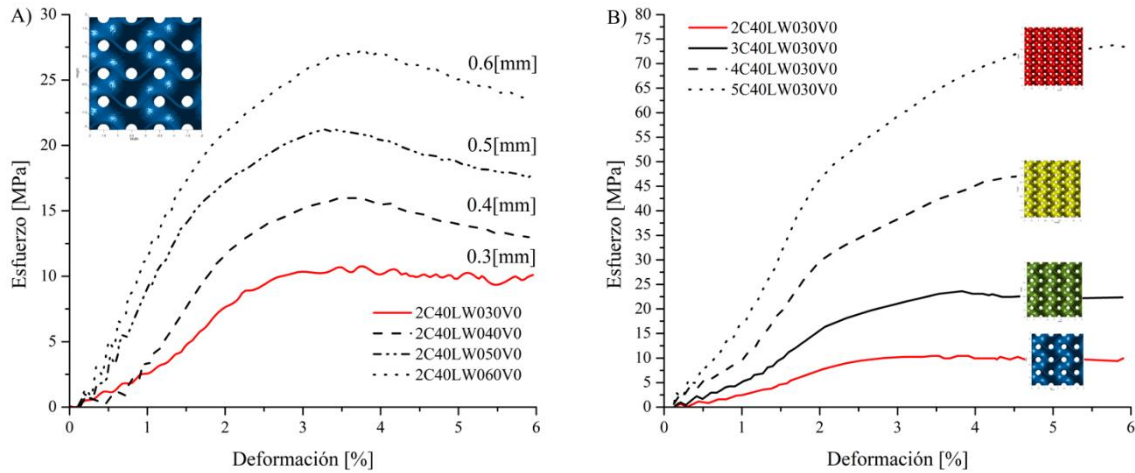 A)
Esfuerzo [MPa]
30
25
20
15
10
5
0
0.6[mm]
0.5[mm]
0.4[mm]
0.3[mm]
2C40LW030V0
2C40LW040V0
2C40LW050V0
2C40LW060V0
0 1 2 3 4 5 6
Deformación [%]
B)
Esfuerzo [MPa]
80
75
70
65
60
55
50
45
40
35
30
25
20
15
10
5
0
2C40LW030V0
3C40LW030V0
4C40LW030V0
5C40LW030V0
0 1 2 3 4 5 6
Deformación [%]